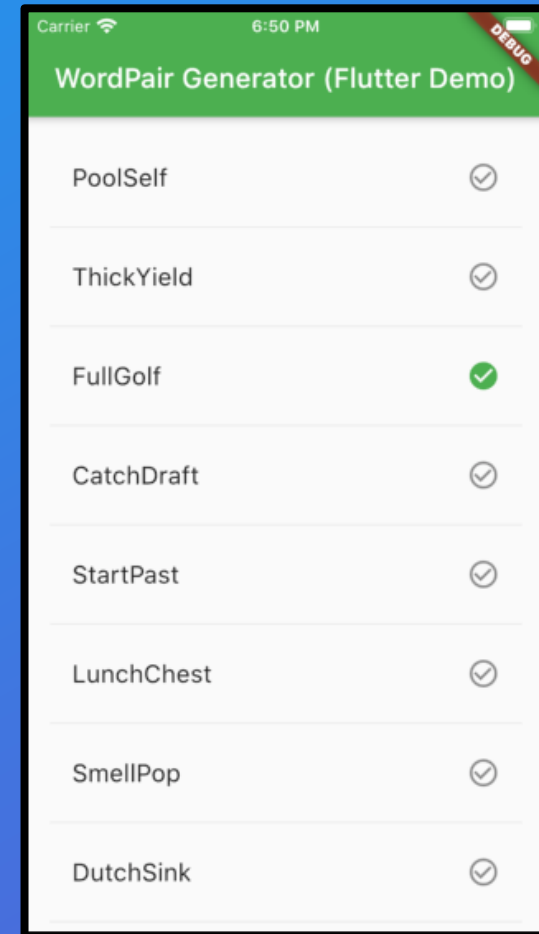 Carrier 6:50 PM
DEBUG
WordPair Generator (Flutter Demo)
PoolSelf
ThickYield
FullGolf
CatchDraft
StartPast
LunchChest
SmellPop
DutchSink